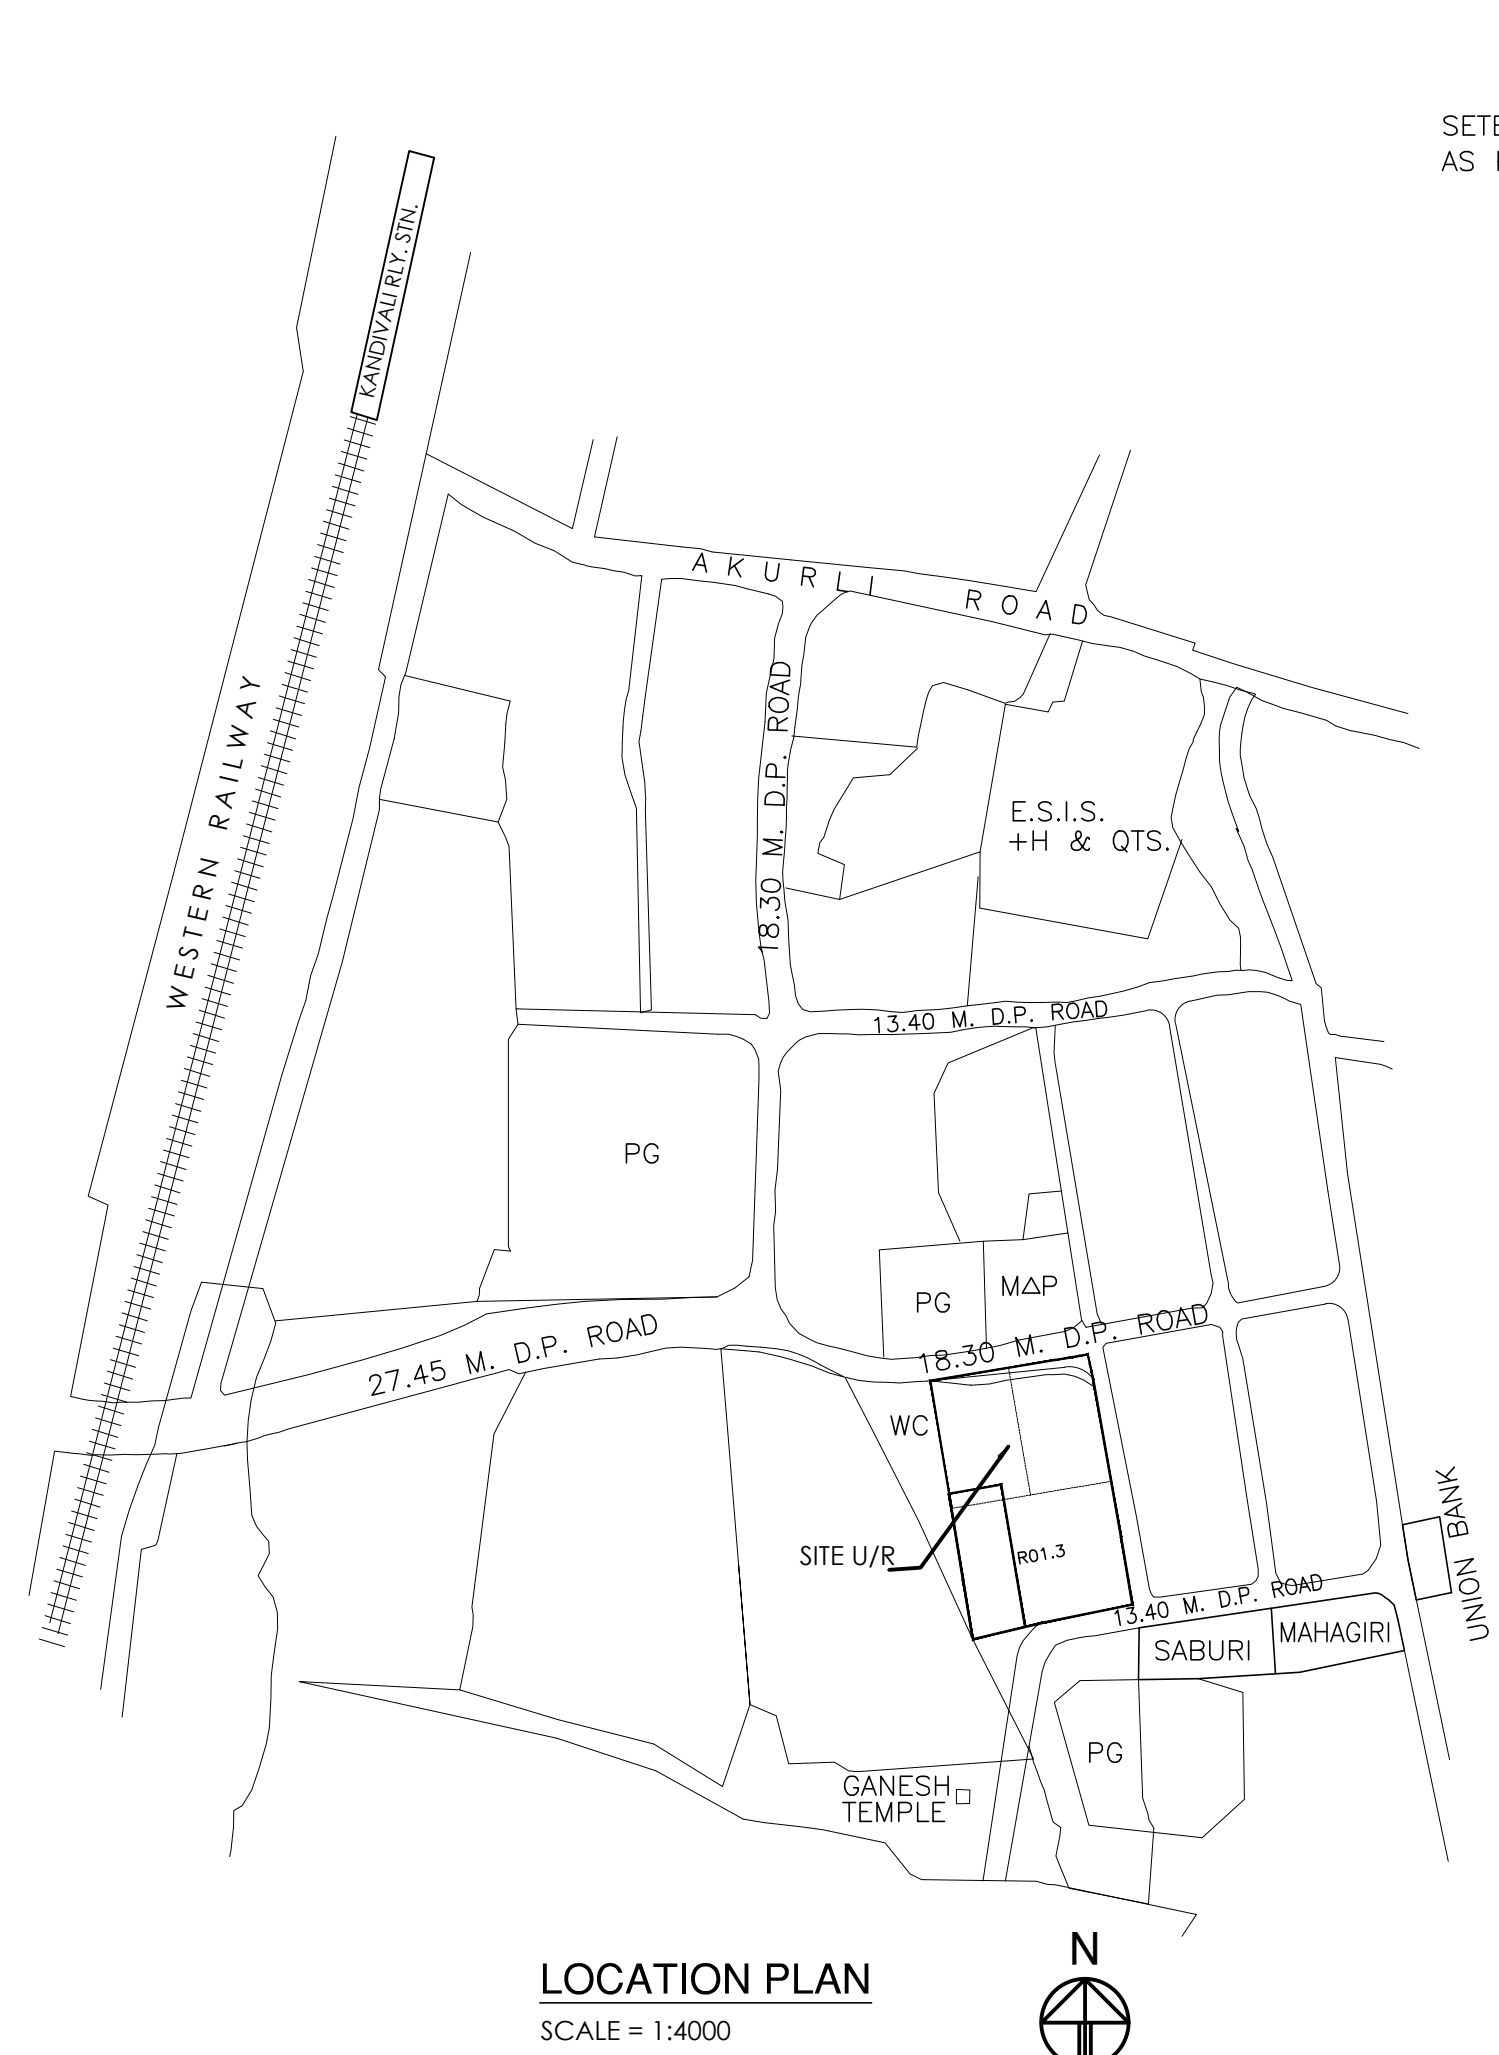 SETB
AS
KANDIVALI RLY. STN.
AKURLI ROAD
WESTERN RAILWAY
18.30 M. D.P. ROAD
E.S.I.S.
+H & QTS.
13.40 M. D.P. ROAD
PG
PG
M△P
27.45 M. D.P. ROAD
18.30 M. D.P. ROAD
WC
SITE U/R
R01.3
UNION BANK
13.40 M. D.P. ROAD
SABURI
MAHAGIRI
PG
GANESH
TEMPLE
N
LOCATION PLAN
SCALE = 1:4000